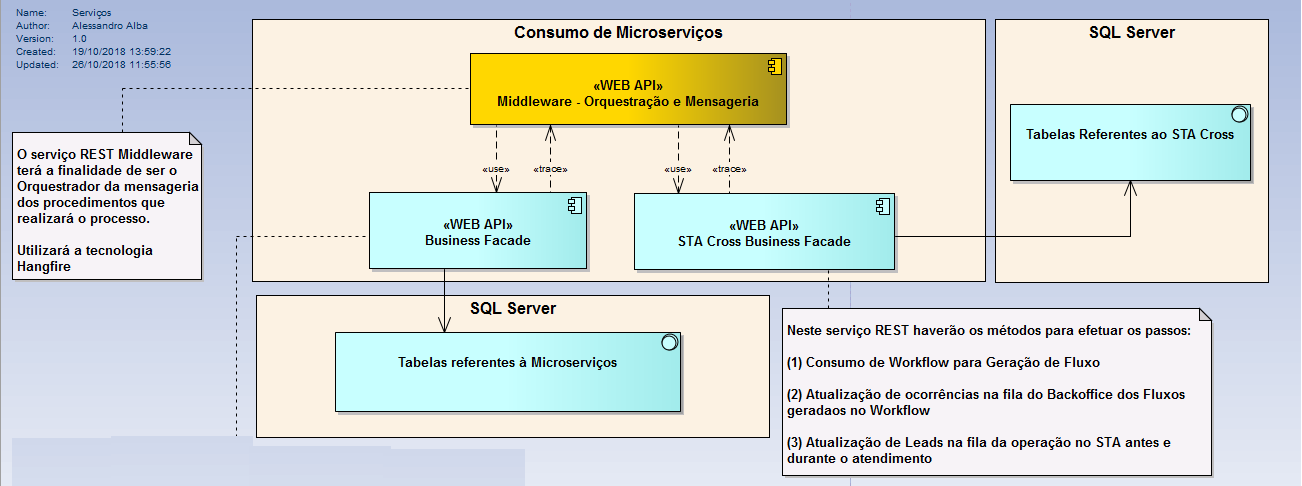 Name: Serviços
Author: Alessandro Alba
Version: 1.0
Created: 19/10/2018 13:59:22
Updated: 26/10/2018 11:55:56
Consumo de Microserviços
«WEB API»
Middleware - Orquestração e Mensageria
«use»
«trace»
«use»
«trace»
«WEB API»
Business Facade
«WEB API»
STA Cross Business Facade
SQL Server
Tabelas Referentes ao STA Cross
O serviço REST Middleware
terá a finalidade de ser o
Orquestrador da mensageria
dos procedimentos que
realizará o processo.
Utilizará a tecnologia
Hangfire
SQL Server
Tabelas referentes à Microserviços
Neste serviço REST haverão os métodos para efetuar os passos:
(1) Consumo de Workflow para Geração de Fluxo
(2) Atualização de ocorrências na fila do Backoffice dos Fluxos
geradaos no Workflow
(3) Atualização de Leads na fila da operação no STA antes e
durante o atendimento